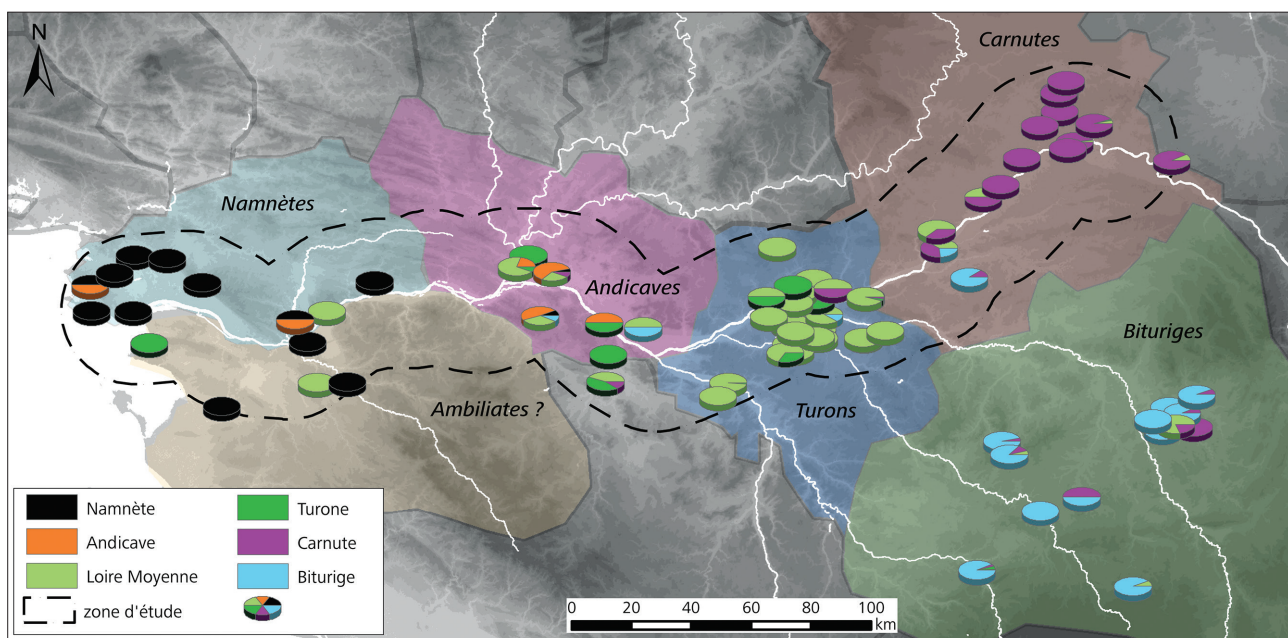 N
Carnutes
Namnètes
Andicaves
Bituriges
Ambiliates ?
Turons
Namnète
Turone
Andicave
Carnute
Loire Moyenne
Biturige
zone d'étude
0 20 40 60 80 100
km